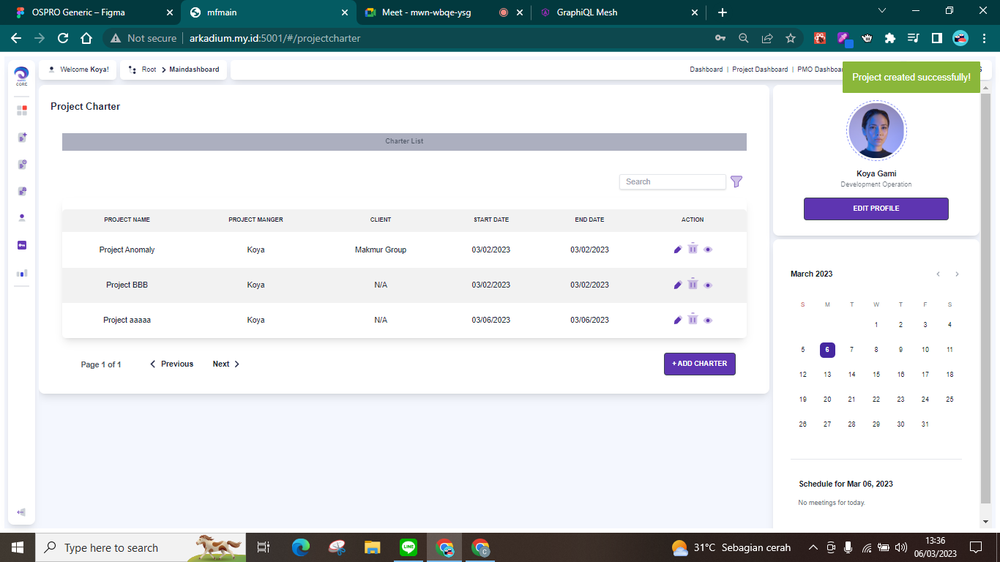 OSPRO Generic – Figma
mfmain
Meet - mwn-wbqe-ysg
GraphiQL Mesh
Not secure
arkadium.my.id:5001/#/projectcharter
CORE
Welcome Koya!
Root
Maindashboard
Dashboard | Project Dashboard | PMO Dashboa
Project created successfully!
S
Project Charter
Charter List
Search
PROJECT NAME PROJECT MANGER CLIENT START DATE END DATE ACTION
Project Anomaly Koya Makmur Group 03/02/2023 03/02/2023
Project BBB Koya N/A 03/02/2023 03/02/2023
Project aaaaa Koya N/A 03/06/2023 03/06/2023
Page 1 of 1
Previous
Next
+ ADD CHARTER
Koya Gami
Development Operation
EDIT PROFILE
March 2023
S M T W T F S
1 2 3 4
5 6 7 8 9 10 11
12 13 14 15 16 17 18
19 20 21 22 23 24 25
26 27 28 29 30 31
Schedule for Mar 06, 2023
No meetings for today.
Type here to search
LINE
C
31°C Sebagian cerah
13:36
06/03/2023